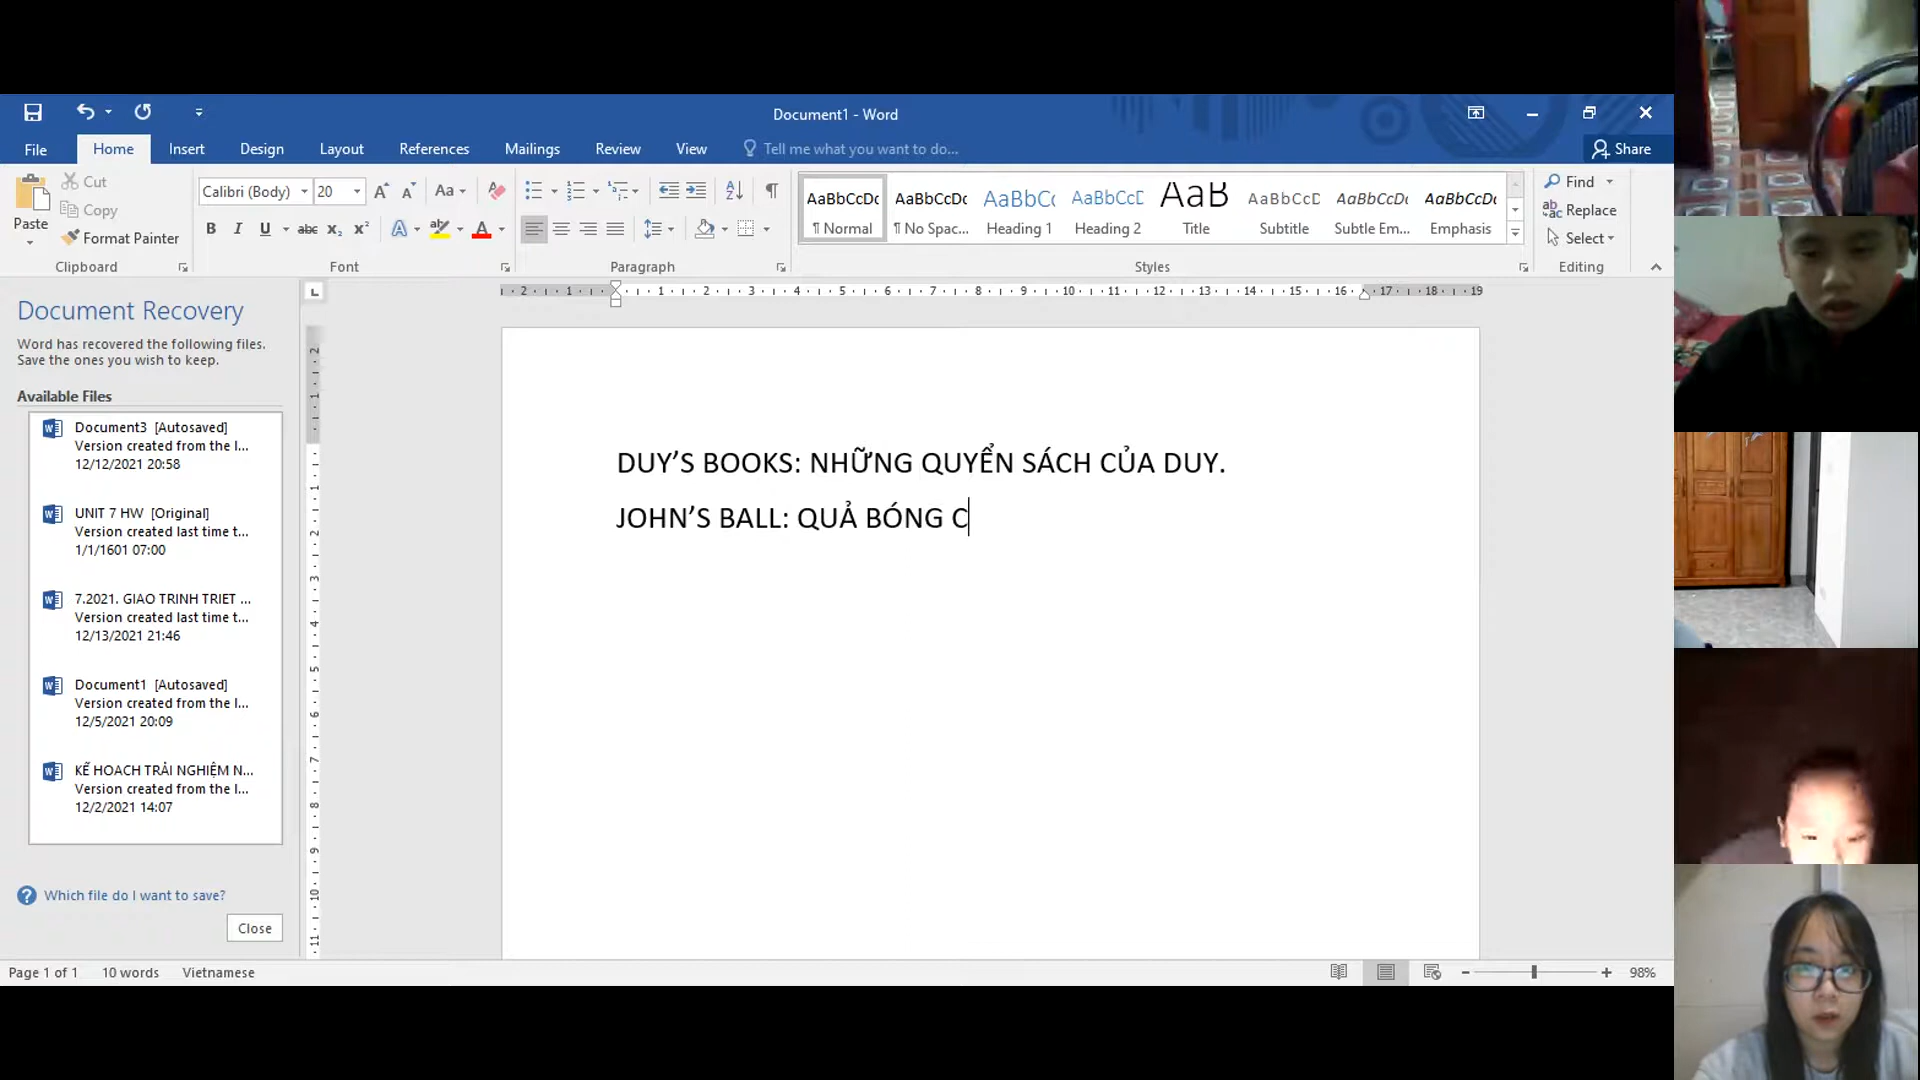 Document1 - Word
File Home Insert Design Layout References Mailings Review View Tell me what you want to do... Share
Paste
Cut
Copy
Format Painter
Clipboard
Calibri (Body) 20
Font
Paragraph
AaBbCcDc AaBbCcDc AaBbCc AaBbCcD AaB AaBbCcD AaBbCcDc AaBbCcDc
¶ Normal ¶ No Spac... Heading 1 Heading 2 Title Subtitle Subtle Em... Emphasis
Styles
Find
Replace
Select
Editing
Document Recovery
Word has recovered the following files.
Save the ones you wish to keep.
Available Files
Document3 [Autosaved]
Version created from the l...
12/12/2021 20:58
UNIT 7 HW [Original]
Version created last time t...
1/1/1601 07:00
7.2021. GIAO TRINH TRIET ...
Version created last time t...
12/13/2021 21:46
Document1 [Autosaved]
Version created from the l...
12/5/2021 20:09
KẾ HOẠCH TRẢI NGHIỆM N...
Version created from the l...
12/2/2021 14:07
Which file do I want to save?
Close
DUY’S BOOKS: NHỮNG QUYỂN SÁCH CỦA DUY.
JOHN’S BALL: QUẢ BÓNG C
Page 1 of 1 10 words Vietnamese 98%